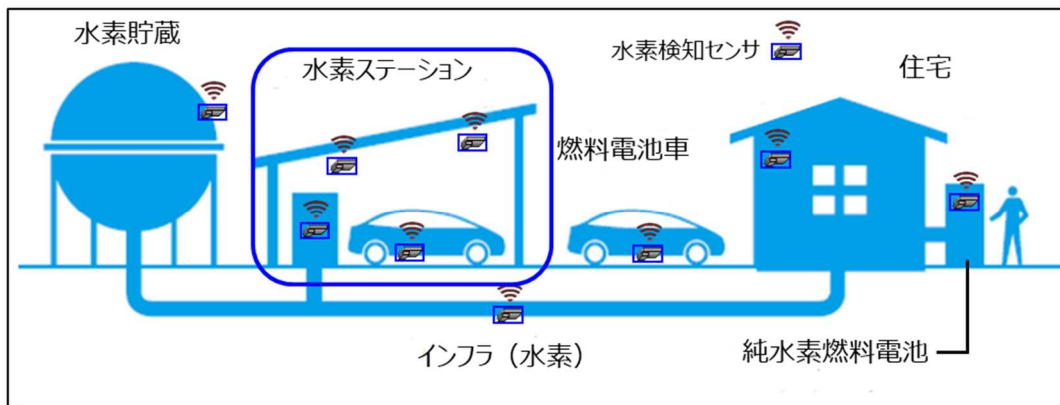 水素貯蔵
水素ステーション
水素検知センサ
住宅
燃料電池車
インフラ（水素）
純水素燃料電池